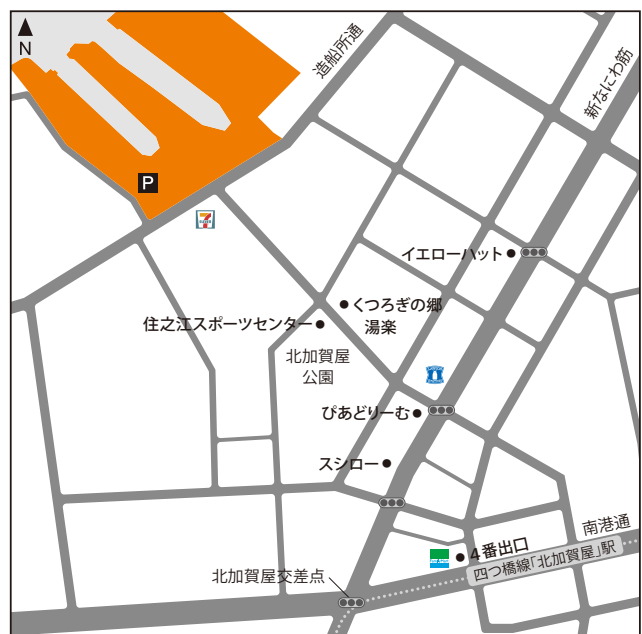 N
造船所通
新なにわ筋
P
イエローハット
くつろぎの郷
湯楽
住之江スポーツセンター
北加賀屋
公園
ぴあどりーむ
スシロー
南港通
4番出口
四つ橋線「北加賀屋」駅
北加賀屋交差点